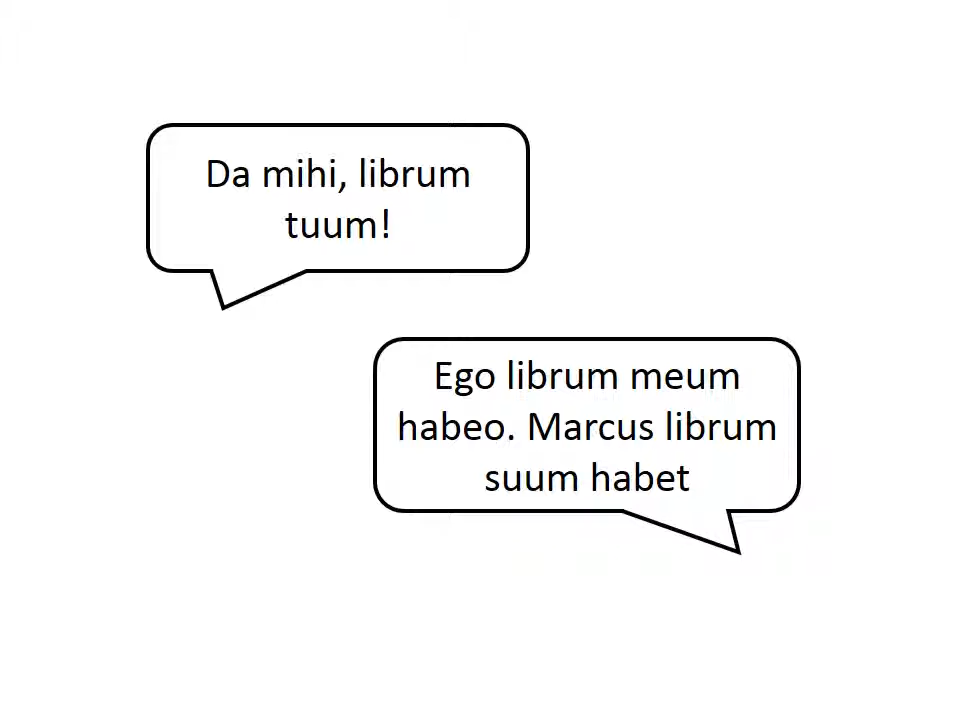 Da mihi, librum
tuum!
Ego librum meum
habeo. Marcus librum
suum habet